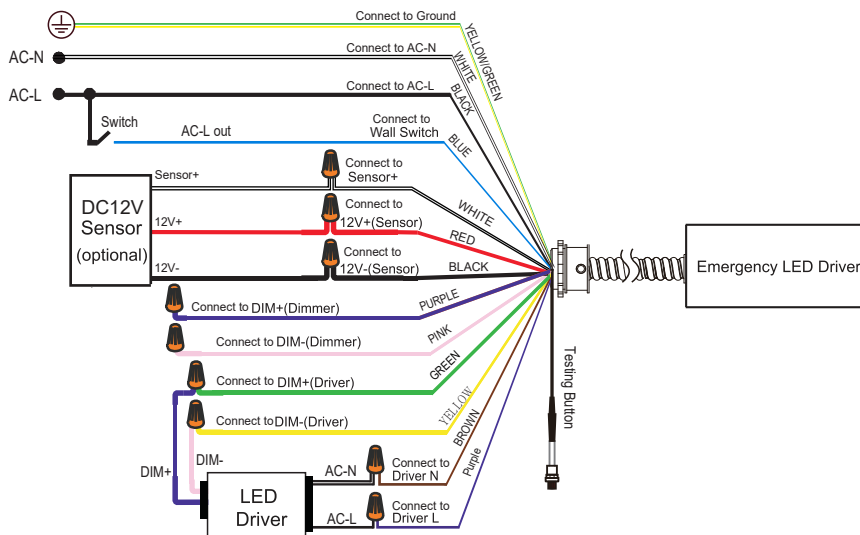 Connect to Ground
YELLOW/GREEN
AC-N
Connect to AC-N
WHITE
AC-L
Connect to AC-L
BLACK
Switch
AC-L out
Connect to
Wall Switch
BLUE
Sensor+
Connect to
Sensor+
WHITE
DC12V
Sensor
(optional)
12V+
Connect to
12V+(Sensor)
RED
12V-
Connect to
12V-(Sensor)
BLACK
Emergency LED Driver
Connect to DIM+(Dimmer)
PURPLE
Connect to DIM-(Dimmer)
PINK
Connect to DIM+(Driver)
GREEN
Connect to DIM-(Driver)
YELLOW
Testing Button
DIM+
DIM-
AC-N
Connect to
Driver N
BROWN
LED
Driver
AC-L
Connect to
Driver L
Purple